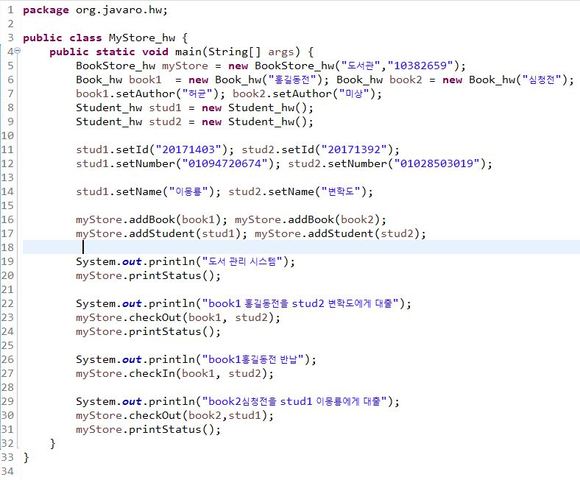 1 package org.javaro.hw;
2
3 public class MyStore_hw {
4 public static void main(String[] args) {
5 BookStore_hw myStore = new BookStore_hw("도서관","10382659");
6 Book_hw book1 = new Book_hw("홍길동전"); Book_hw book2 = new Book_hw("심청전");
7 book1.setAuthor("허균"); book2.setAuthor("미상");
8 Student_hw stud1 = new Student_hw();
9 Student_hw stud2 = new Student_hw();
10
11 stud1.setId("20171403"); stud2.setId("20171392");
12 stud1.setNumber("01094720674"); stud2.setNumber("01028503019");
13
14 stud1.setName("이몽룡"); stud2.setName("변학도");
15
16 myStore.addBook(book1); myStore.addBook(book2);
17 myStore.addStudent(stud1); myStore.addStudent(stud2);
18
19 System.out.println("도서 관리 시스템");
20 myStore.printStatus();
21
22 System.out.println("book1 홍길동전을 stud2 변학도에게 대출");
23 myStore.checkOut(book1, stud2);
24 myStore.printStatus();
25
26 System.out.println("book1홍길동전 반납");
27 myStore.checkIn(book1, stud2);
28
29 System.out.println("book2심청전을 stud1 이몽룡에게 대출");
30 myStore.checkOut(book2,stud1);
31 myStore.printStatus();
32 }
33 }
34